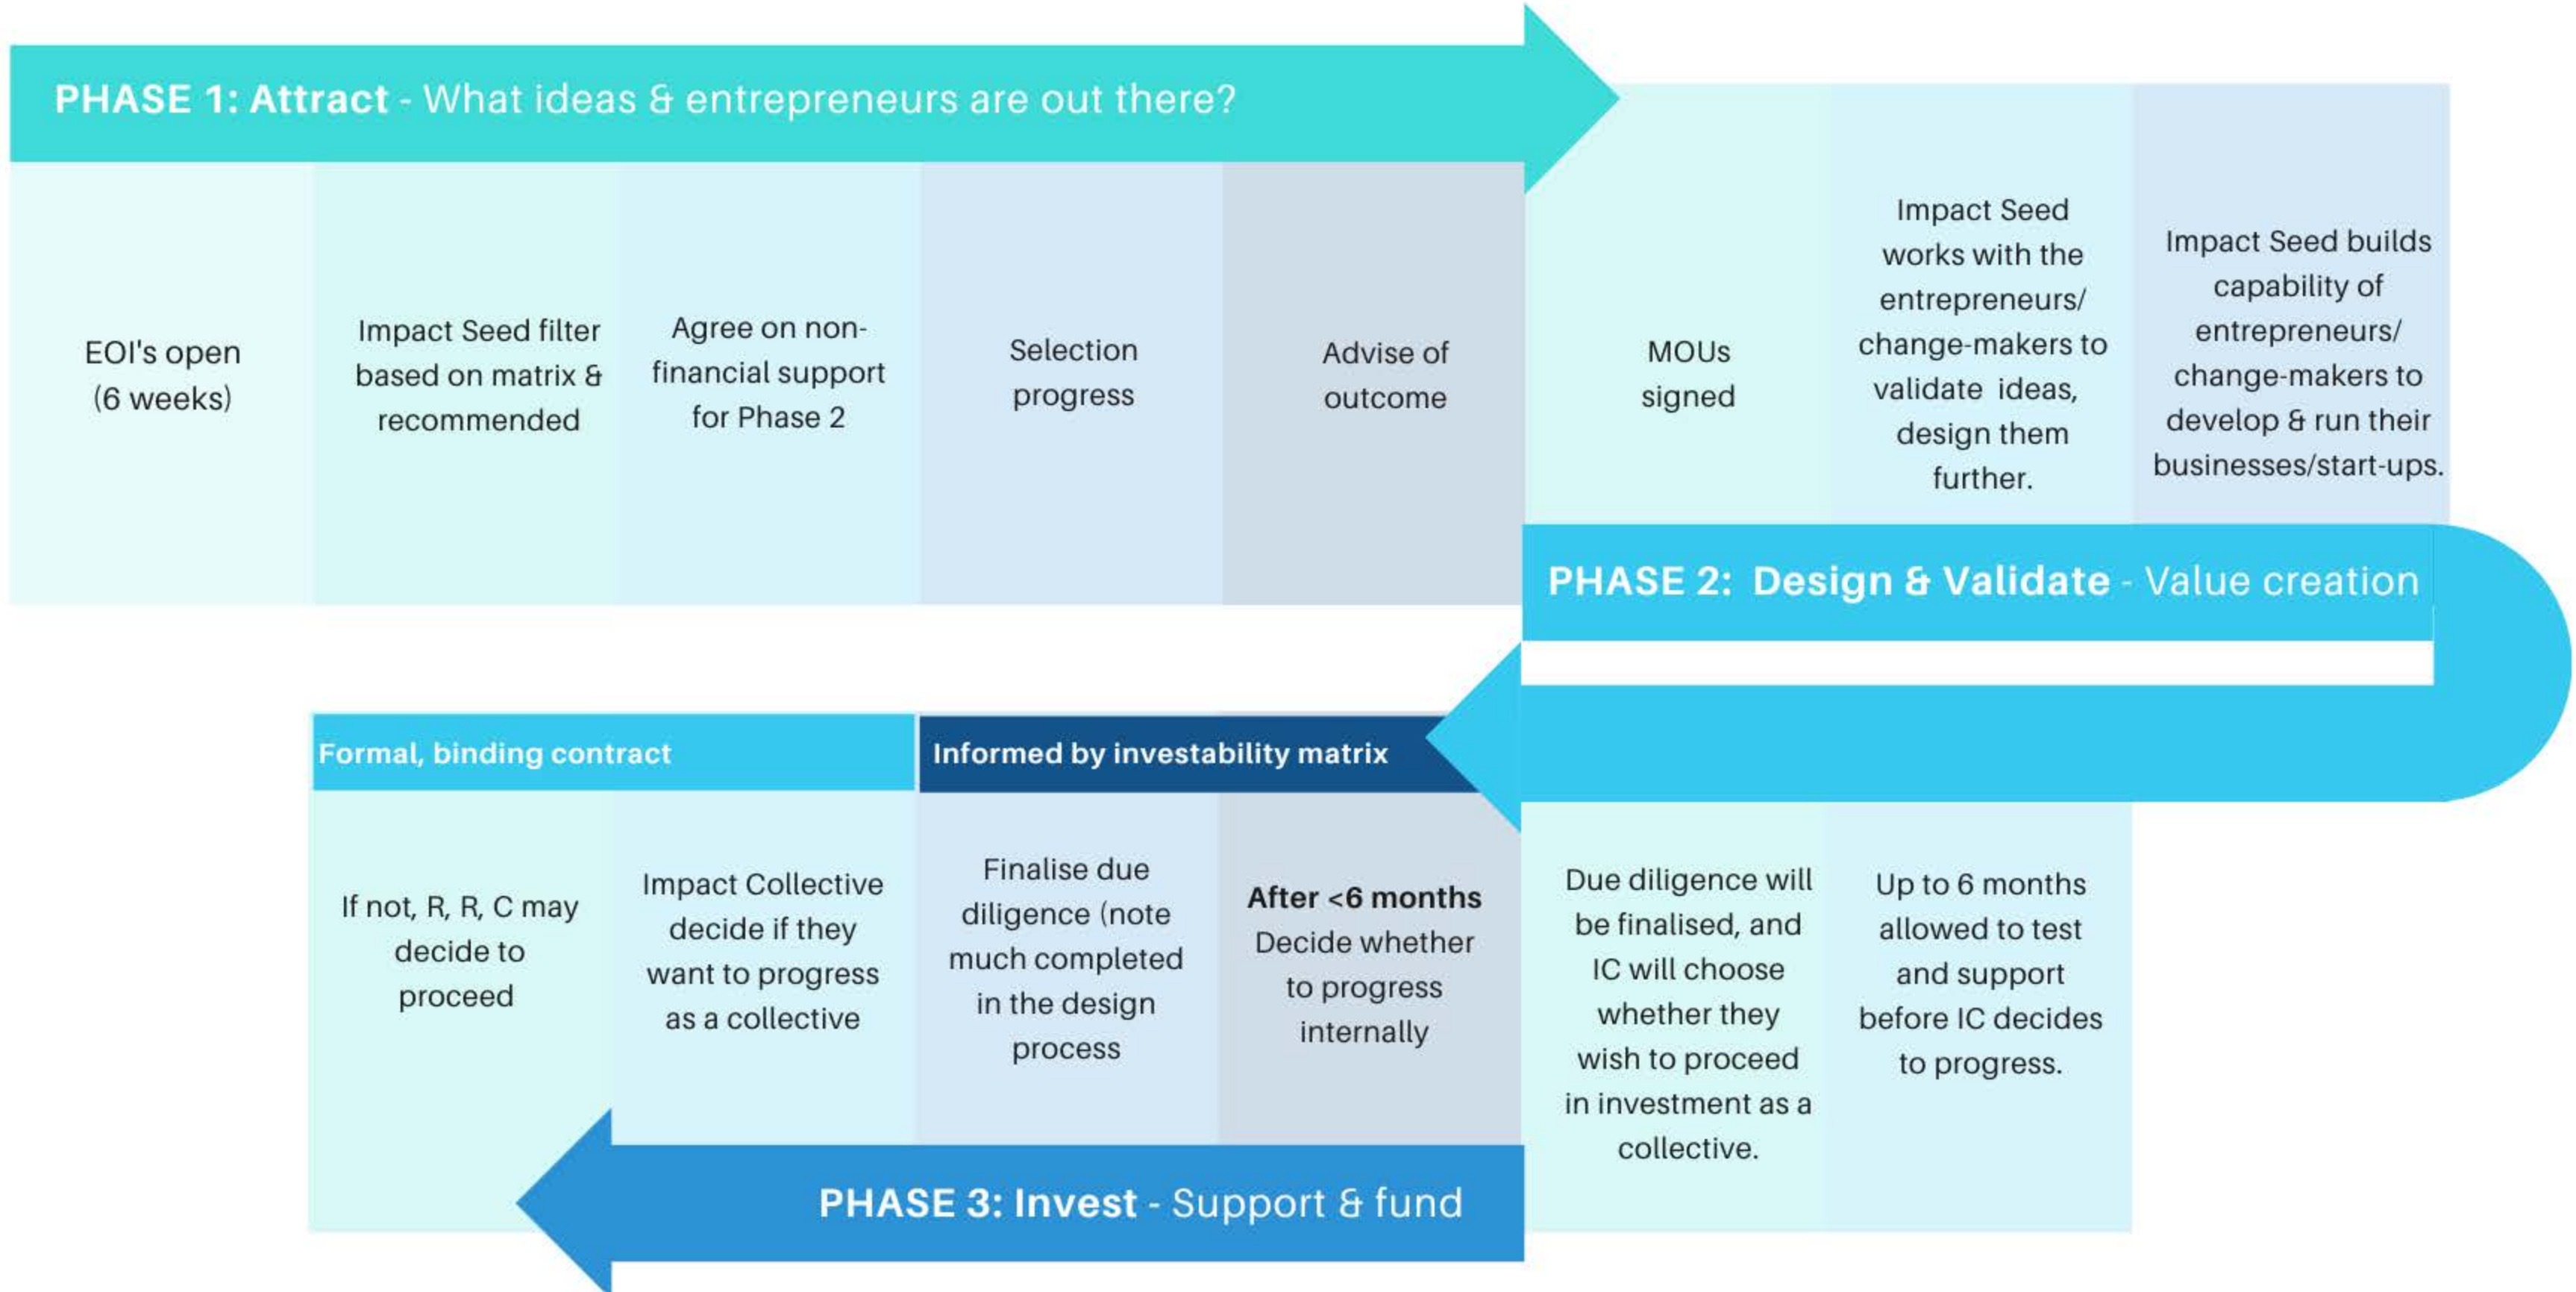 PHASE 1: Attract - What ideas & entrepreneurs are out there?
EOI's open
(6 weeks)
Impact Seed filter
based on matrix &
recommended
Agree on non-
financial support
for Phase 2
Selection
progress
Advise of
outcome
MOUs
signed
Impact Seed
works with the
entrepreneurs/
change-makers to
validate ideas,
design them
further.
Impact Seed builds
capability of
entrepreneurs/
change-makers to
develop & run their
businesses/start-ups.
PHASE 2: Design & Validate - Value creation
Up to 6 months
allowed to test
and support
before IC decides
to progress.
Due diligence will
be finalised, and
IC will choose
whether they
wish to proceed
in investment as a
collective.
Informed by investability matrix
After <6 months
Decide whether
to progress
internally
Finalise due
diligence (note
much completed
in the design
process
Formal, binding contract
Impact Collective
decide if they
want to progress
as a collective
If not, R, R, C may
decide to
proceed
PHASE 3: Invest - Support & fund